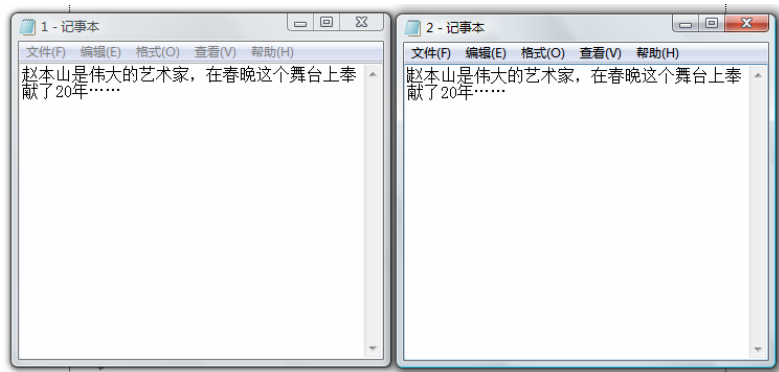 1 - 记事本
文件(F) 编辑(E) 格式(O) 查看(V) 帮助(H)
赵本山是伟大的艺术家，在春晚这个舞台上奉
献了20年……
2 - 记事本
文件(F) 编辑(E) 格式(O) 查看(V) 帮助(H)
赵本山是伟大的艺术家，在春晚这个舞台上奉
献了20年……